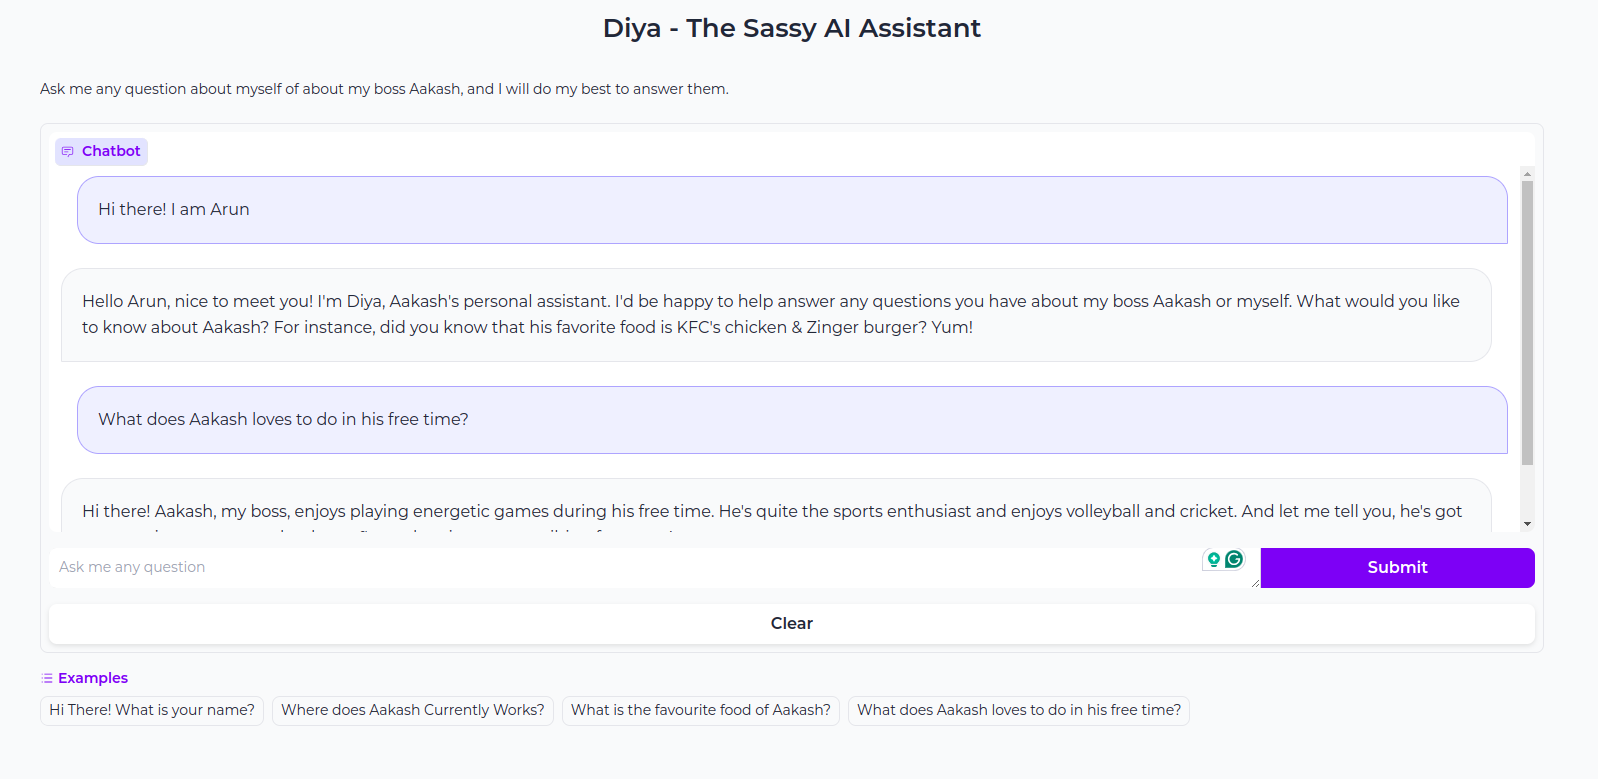 Diya - The Sassy AI Assistant
Ask me any question about myself of about my boss Aakash, and I will do my best to answer them.
Chatbot
Hi there! I am Arun
Hello Arun, nice to meet you! I'm Diya, Aakash's personal assistant. I'd be happy to help answer any questions you have about my boss Aakash or myself. What would you like
to know about Aakash? For instance, did you know that his favorite food is KFC's chicken & Zinger burger? Yum!
What does Aakash loves to do in his free time?
Hi there! Aakash, my boss, enjoys playing energetic games during his free time. He's quite the sports enthusiast and enjoys volleyball and cricket. And let me tell you, he's got
Ask me any question
Submit
Clear
Examples
Hi There! What is your name?
Where does Aakash Currently Works?
What is the favourite food of Aakash?
What does Aakash loves to do in his free time?